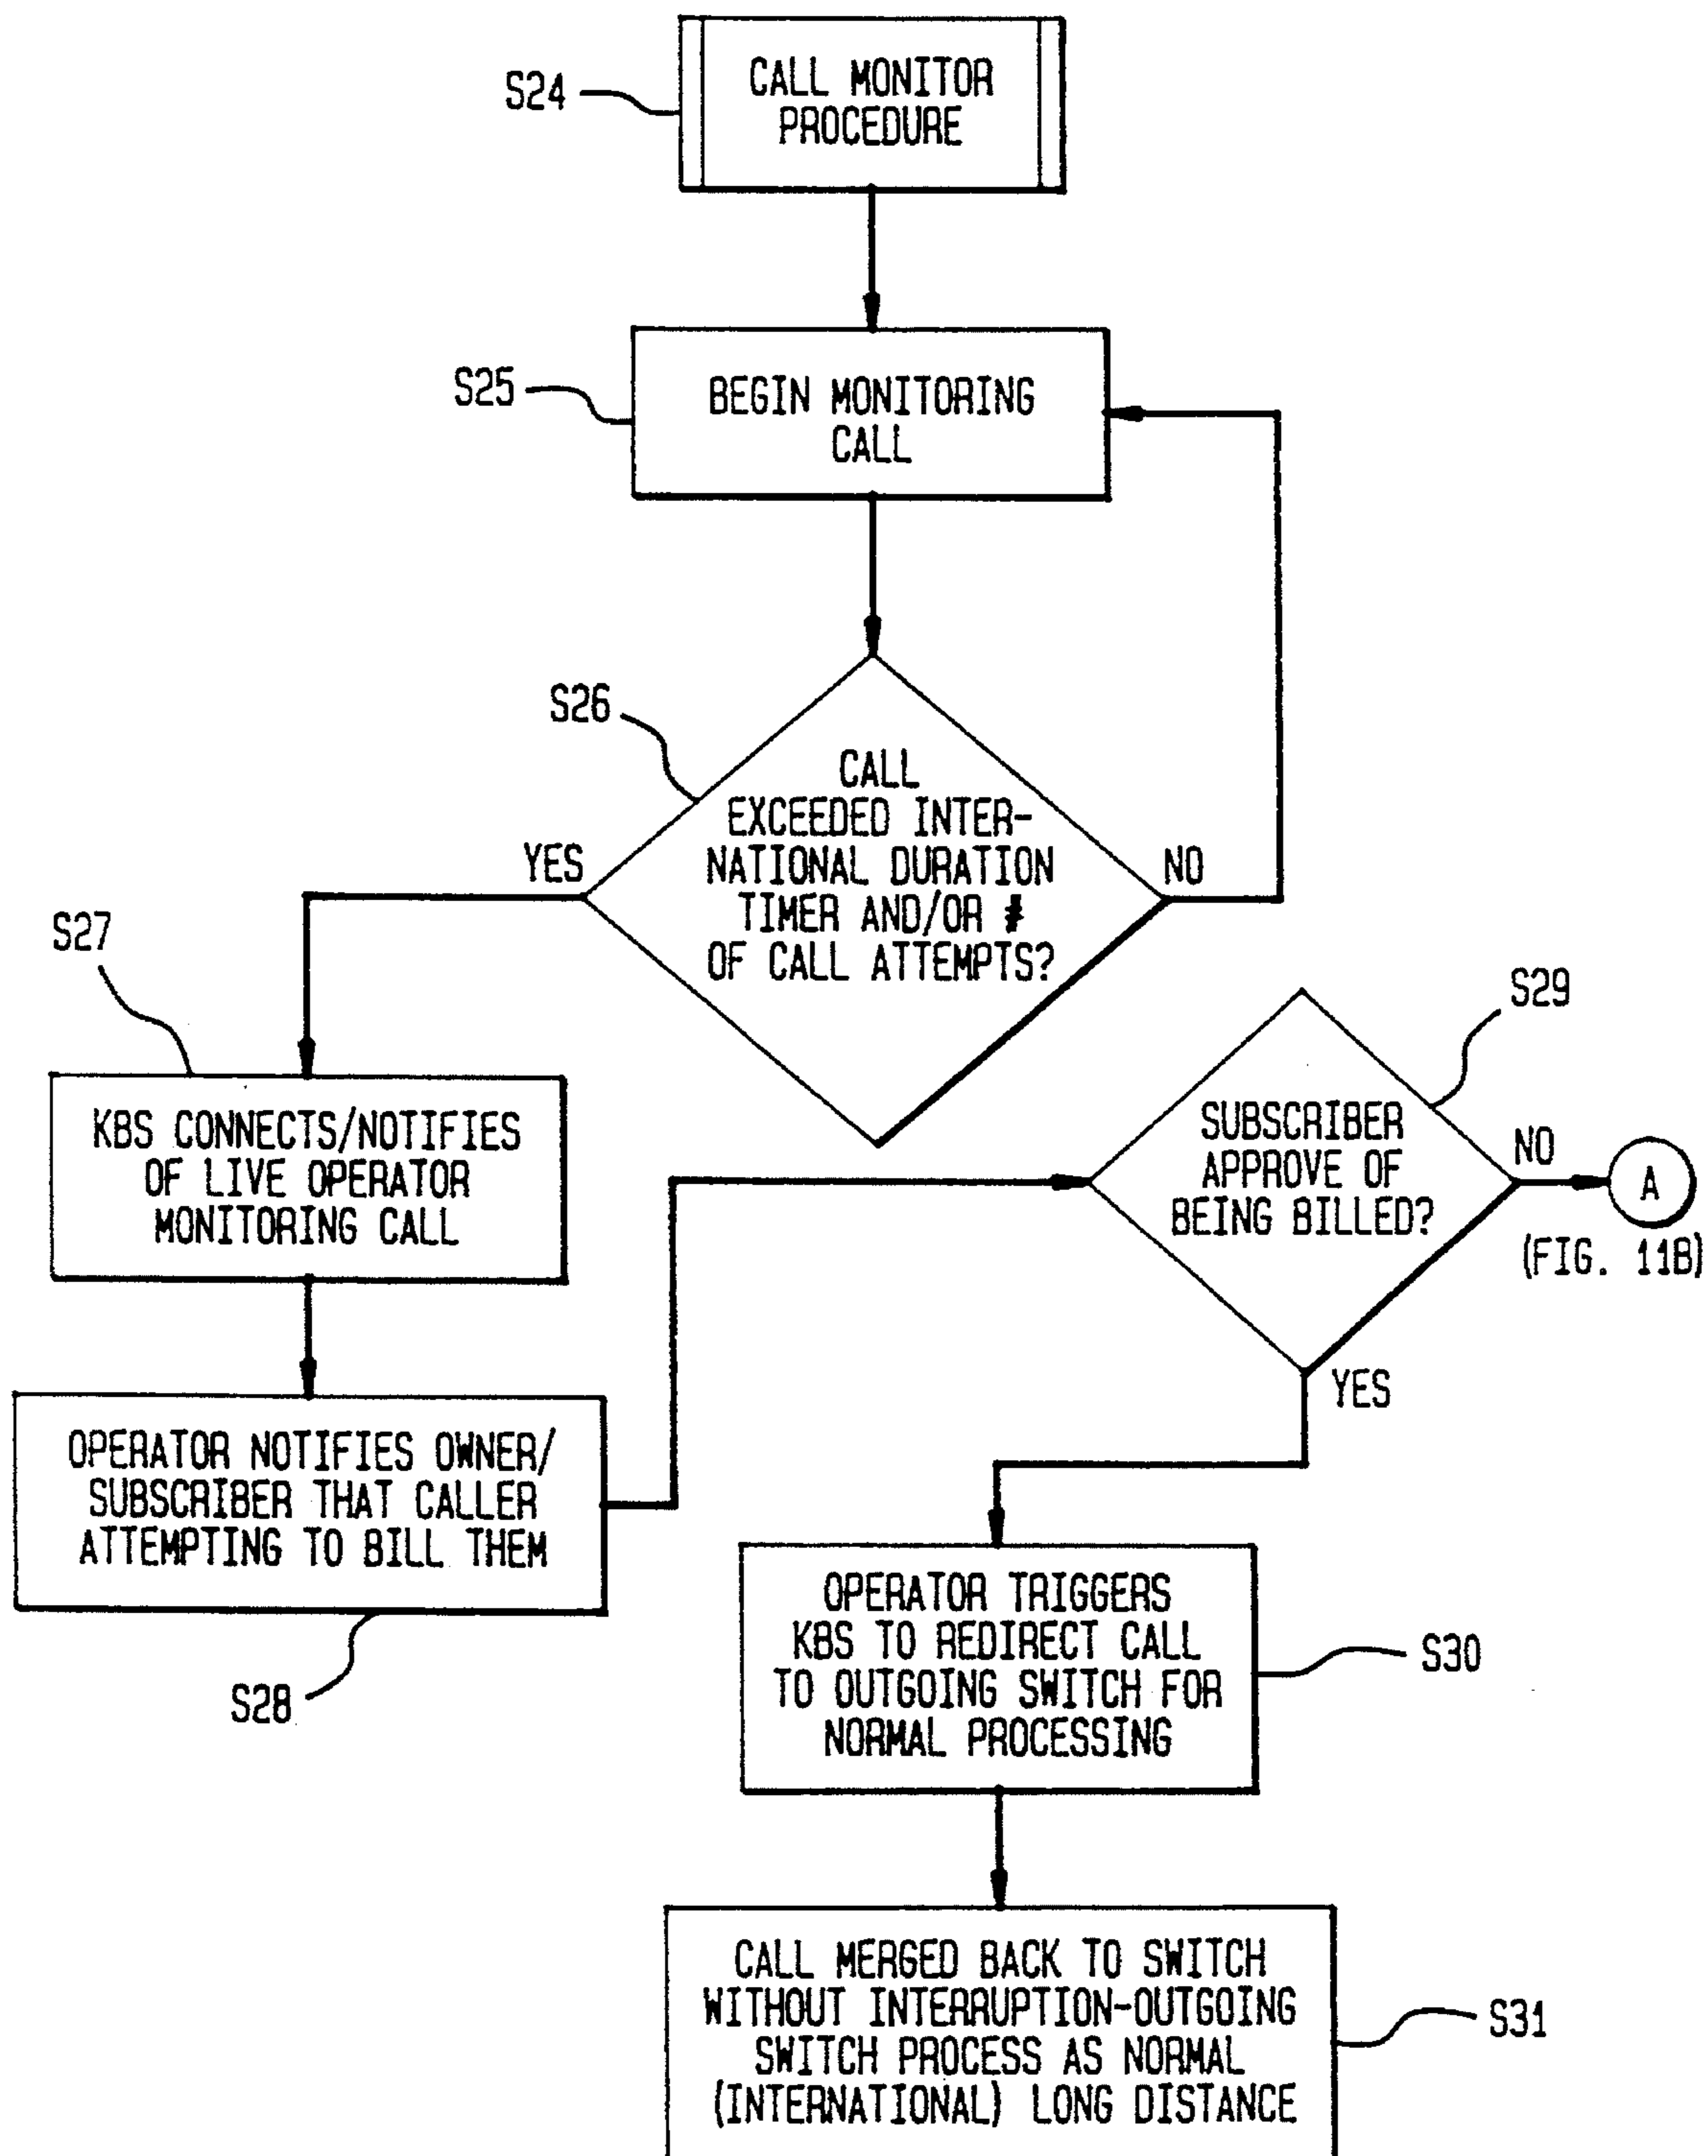 S24
CALL MONITOR
PROCEDURE
S25
BEGIN MONITORING
CALL
S26
CALL
EXCEEDED INTER-
NATIONAL DURATION
TIMER AND/OR #
OF CALL ATTEMPTS?
YES
NO
S27
KBS CONNECTS/NOTIFIES
OF LIVE OPERATOR
MONITORING CALL
S28
OPERATOR NOTIFIES OWNER/
SUBSCRIBER THAT CALLER
ATTEMPTING TO BILL THEM
S29
SUBSCRIBER
APPROVE OF
BEING BILLED?
NO
A
(FIG. 11B)
YES
OPERATOR TRIGGERS
KBS TO REDIRECT CALL
TO OUTGOING SWITCH FOR
NORMAL PROCESSING
S30
CALL MERGED BACK TO SWITCH
WITHOUT INTERRUPTION-OUTGOING
SWITCH PROCESS AS NORMAL
(INTERNATIONAL) LONG DISTANCE
S31